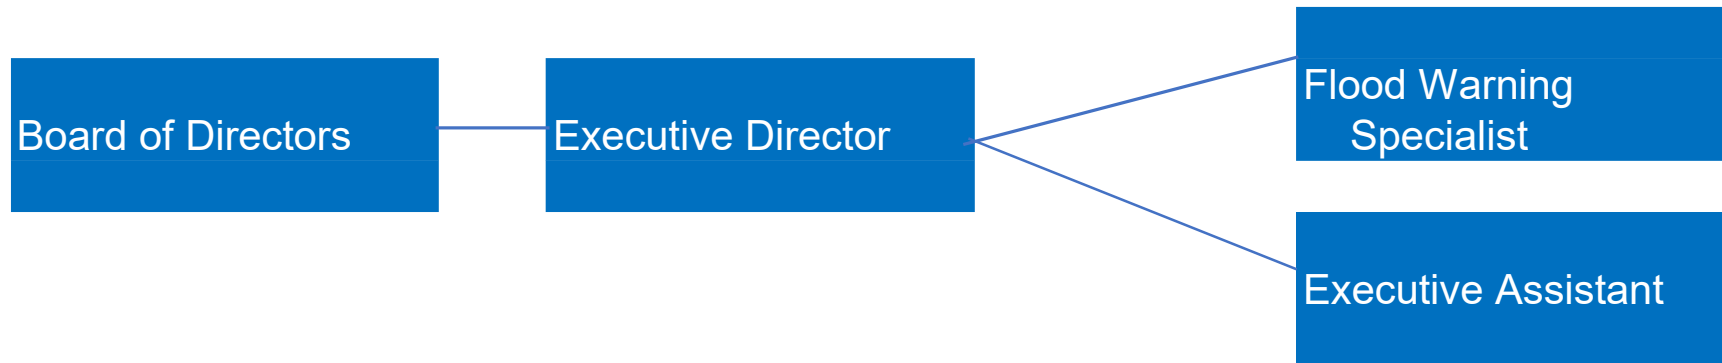 Board of Directors
Executive Director
Flood Warning
Specialist
Executive Assistant